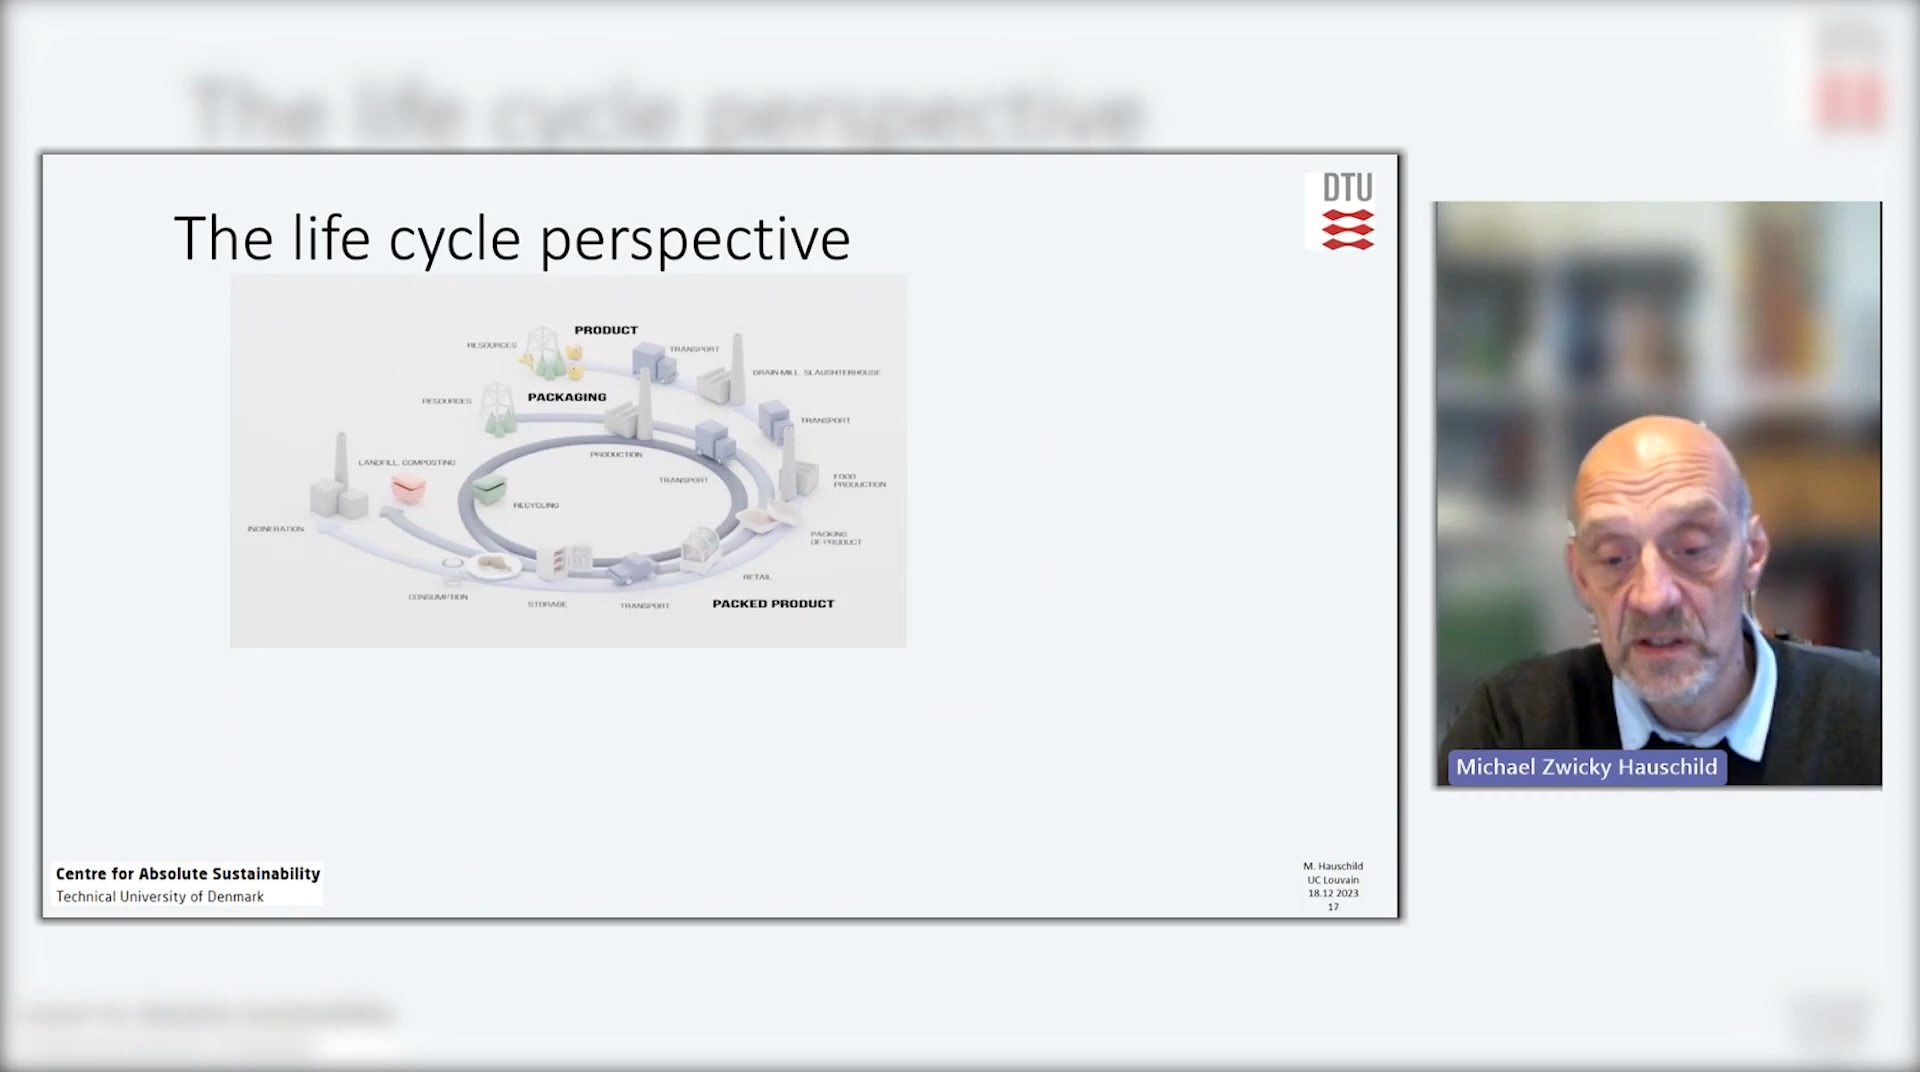 The life cycle perspective
DTU
PRODUCT
RESOURCES
TRANSPORT
GRAIN MILL, SLAUGHTERHOUSE
RESOURCES
PACKAGING
TRANSPORT
PRODUCTION
LANDFILL, COMPOSTING
TRANSPORT
FOOD
PRODUCTION
RECYCLING
INCINERATION
PACKING
OF PRODUCT
RETAIL
CONSUMPTION
STORAGE
TRANSPORT
PACKED PRODUCT
Michael Zwicky Hauschild
Centre for Absolute Sustainability
Technical University of Denmark
M. Hauschild
UC Louvain
18.12 2023
17